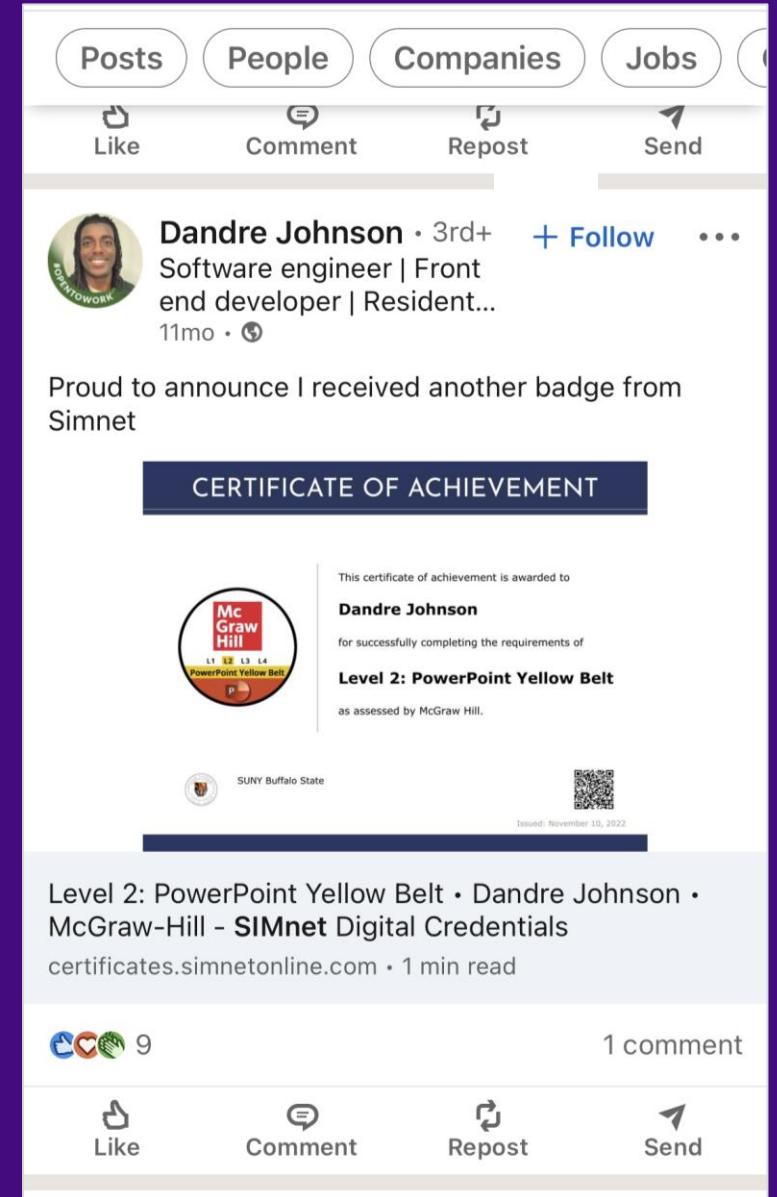 Posts People Companies Jobs
Like Comment Repost Send
Dandre Johnson • 3rd+ + Follow
Software engineer | Front
end developer | Resident...
11mo •
#OPENTOWORK
Proud to announce I received another badge from
Simnet
CERTIFICATE OF ACHIEVEMENT
This certificate of achievement is awarded to
Dandre Johnson
for successfully completing the requirements of
Level 2: PowerPoint Yellow Belt
as assessed by McGraw Hill.
Mc
Graw
Hill
L1 L2 L3 L4
PowerPoint Yellow Belt
P
SUNY Buffalo State
Issued: November 10, 2022
Level 2: PowerPoint Yellow Belt • Dandre Johnson •
McGraw-Hill - SIMnet Digital Credentials
certificates.simnetonline.com • 1 min read
9 1 comment
Like Comment Repost Send